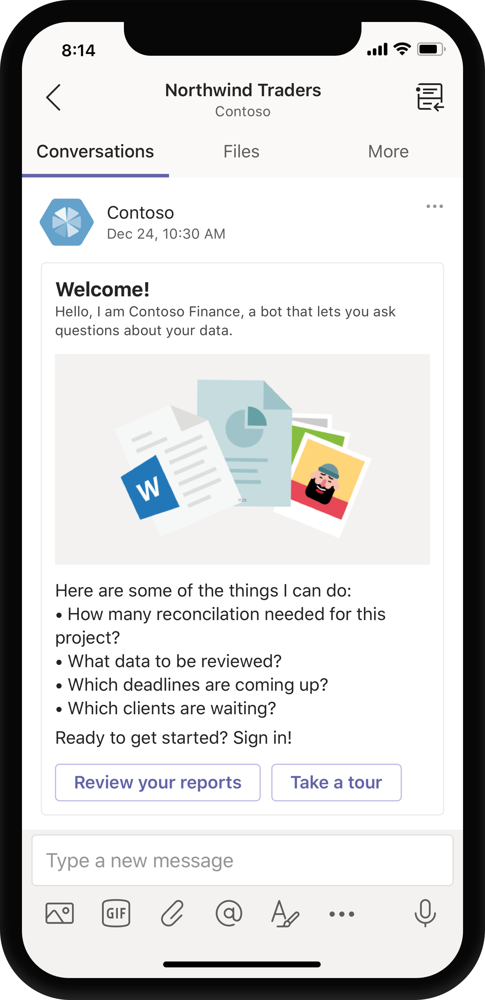 8:14
Northwind Traders
Contoso
Conversations
Files
More
Contoso
Dec 24, 10:30 AM
Welcome!
Hello, I am Contoso Finance, a bot that lets you ask
questions about your data.
W
1125
Here are some of the things I can do:
• How many reconcilation needed for this
project?
• What data to be reviewed?
• Which deadlines are coming up?
• Which clients are waiting?
Ready to get started? Sign in!
Review your reports
Take a tour
Type a new message
GIF